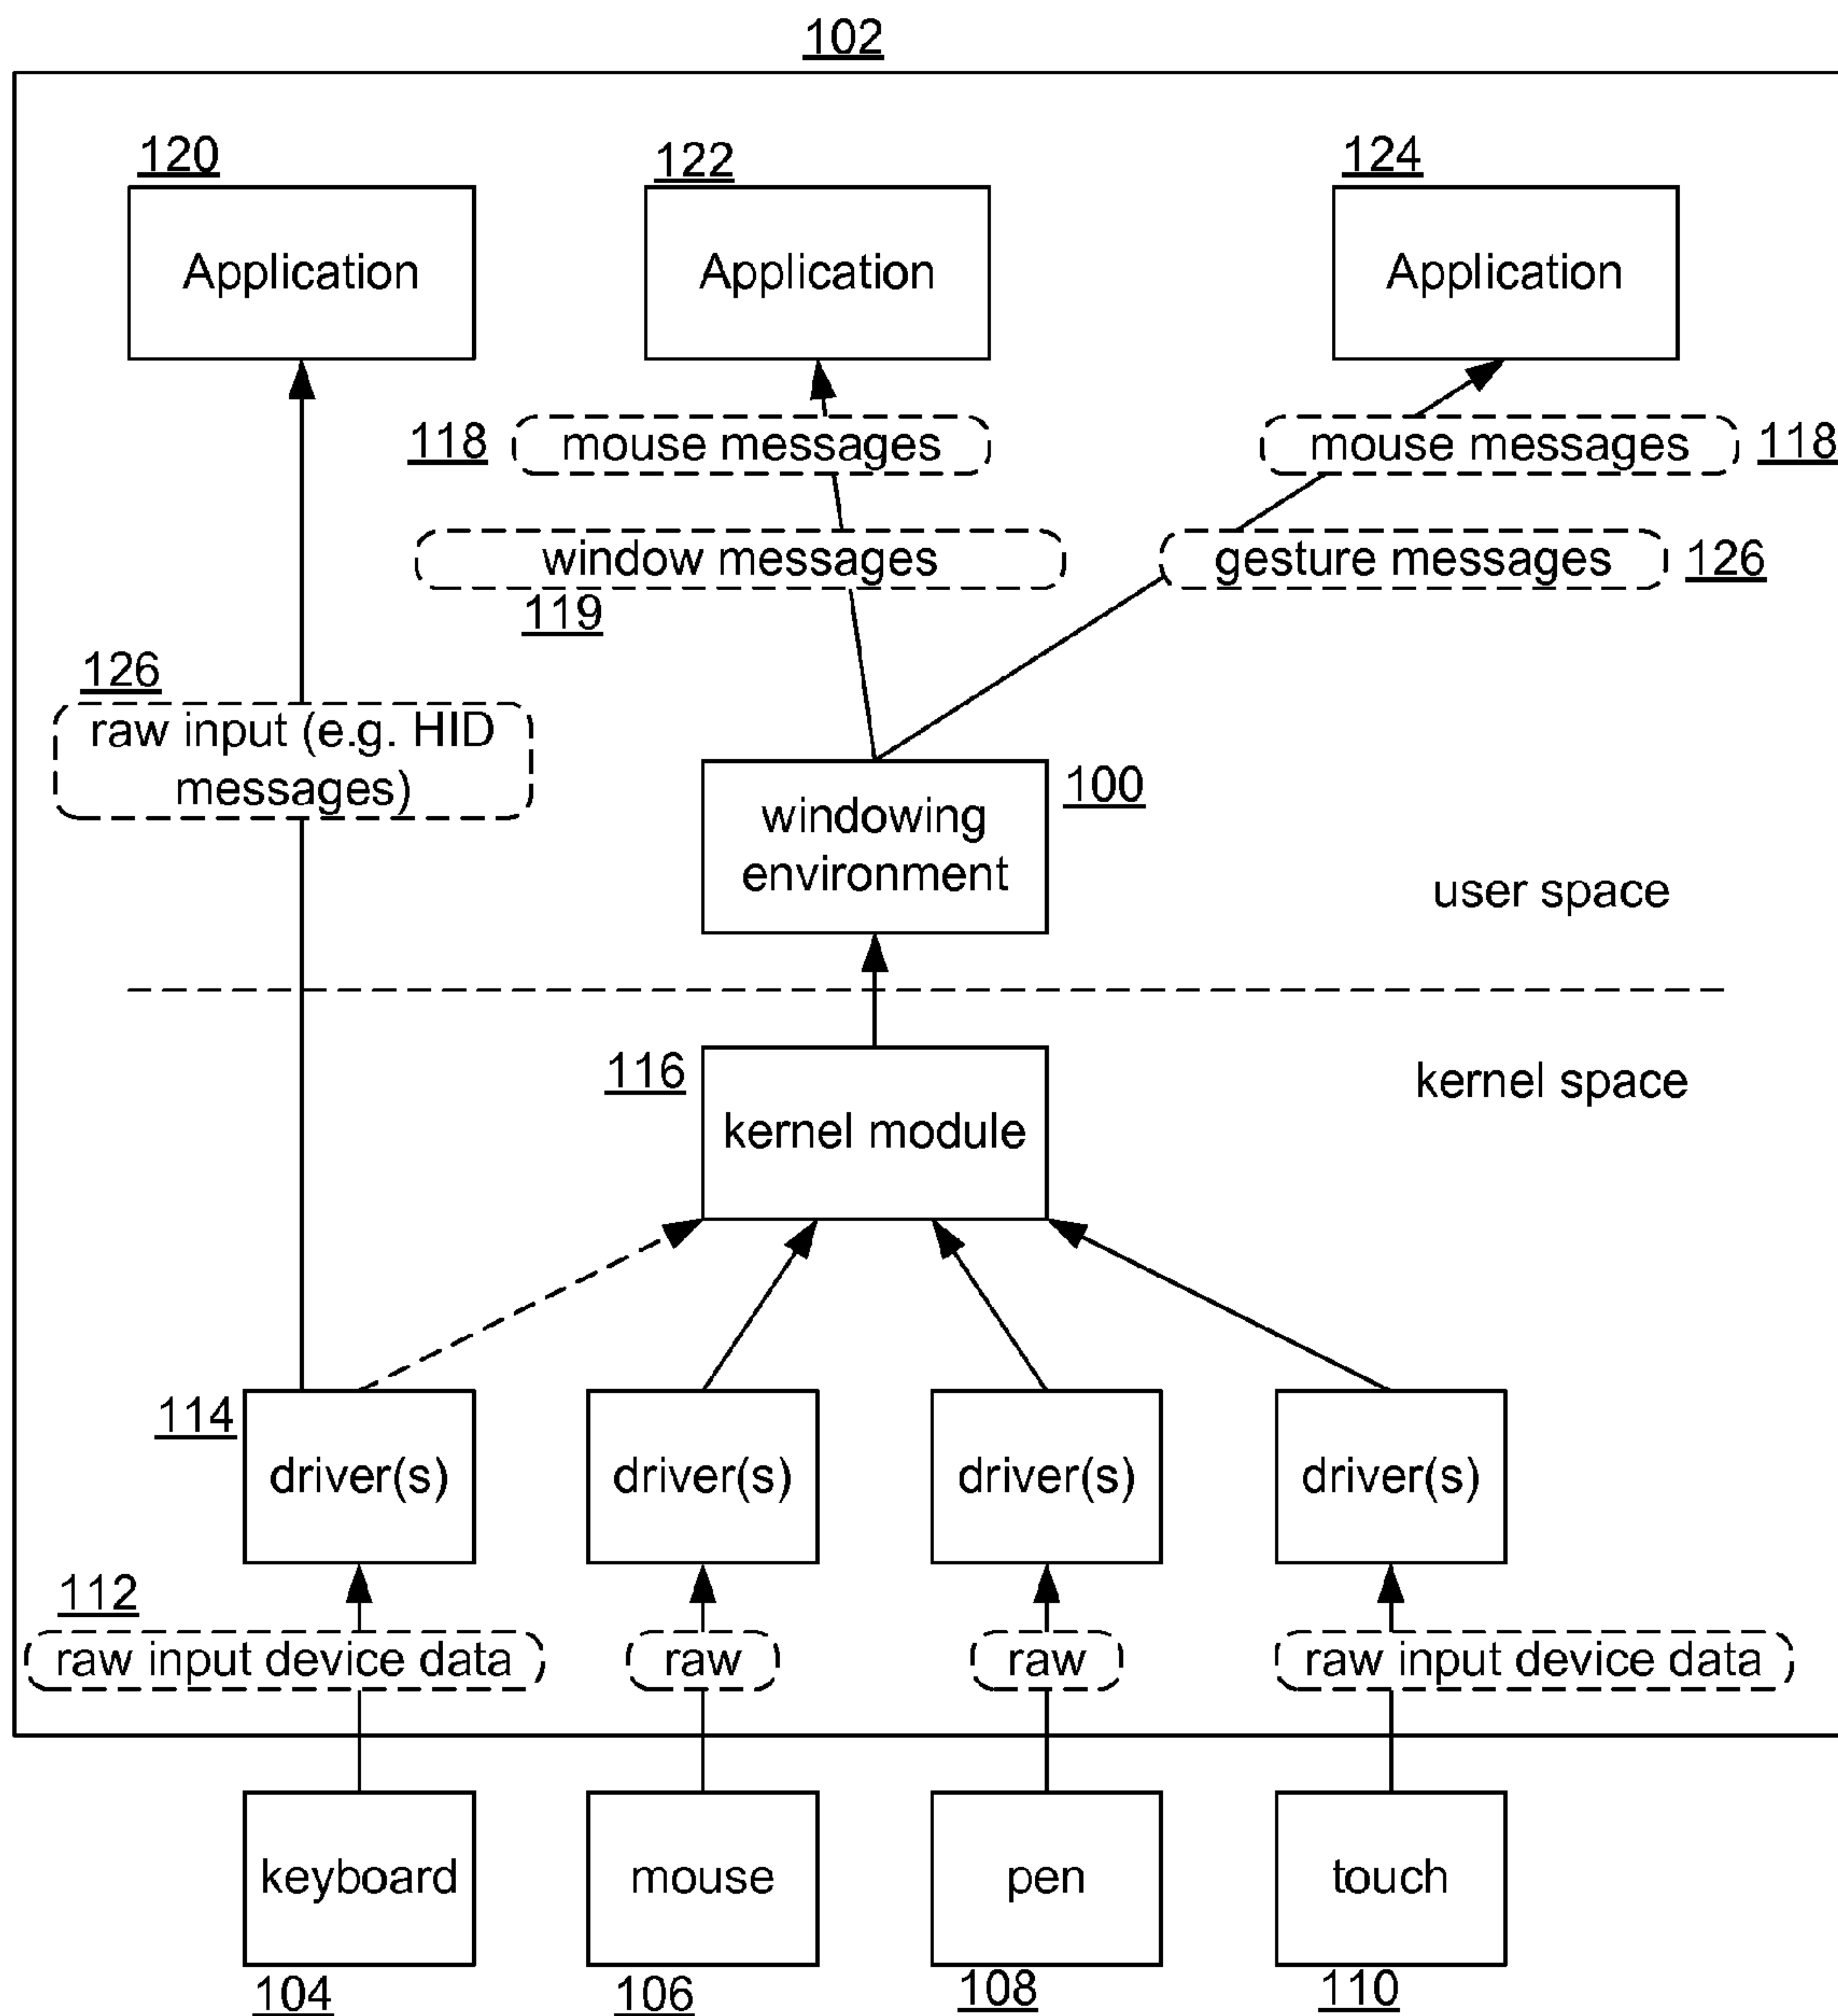 102
120
122
124
Application
Application
Application
118
mouse messages
mouse messages
118
window messages
gesture messages
126
119
126
raw input (e.g. HID
messages)
100
windowing
environment
user space
116
kernel module
kernel space
114
driver(s)
driver(s)
driver(s)
driver(s)
112
raw input device data
raw
raw
raw input device data
keyboard
mouse
pen
touch
104
106
108
110